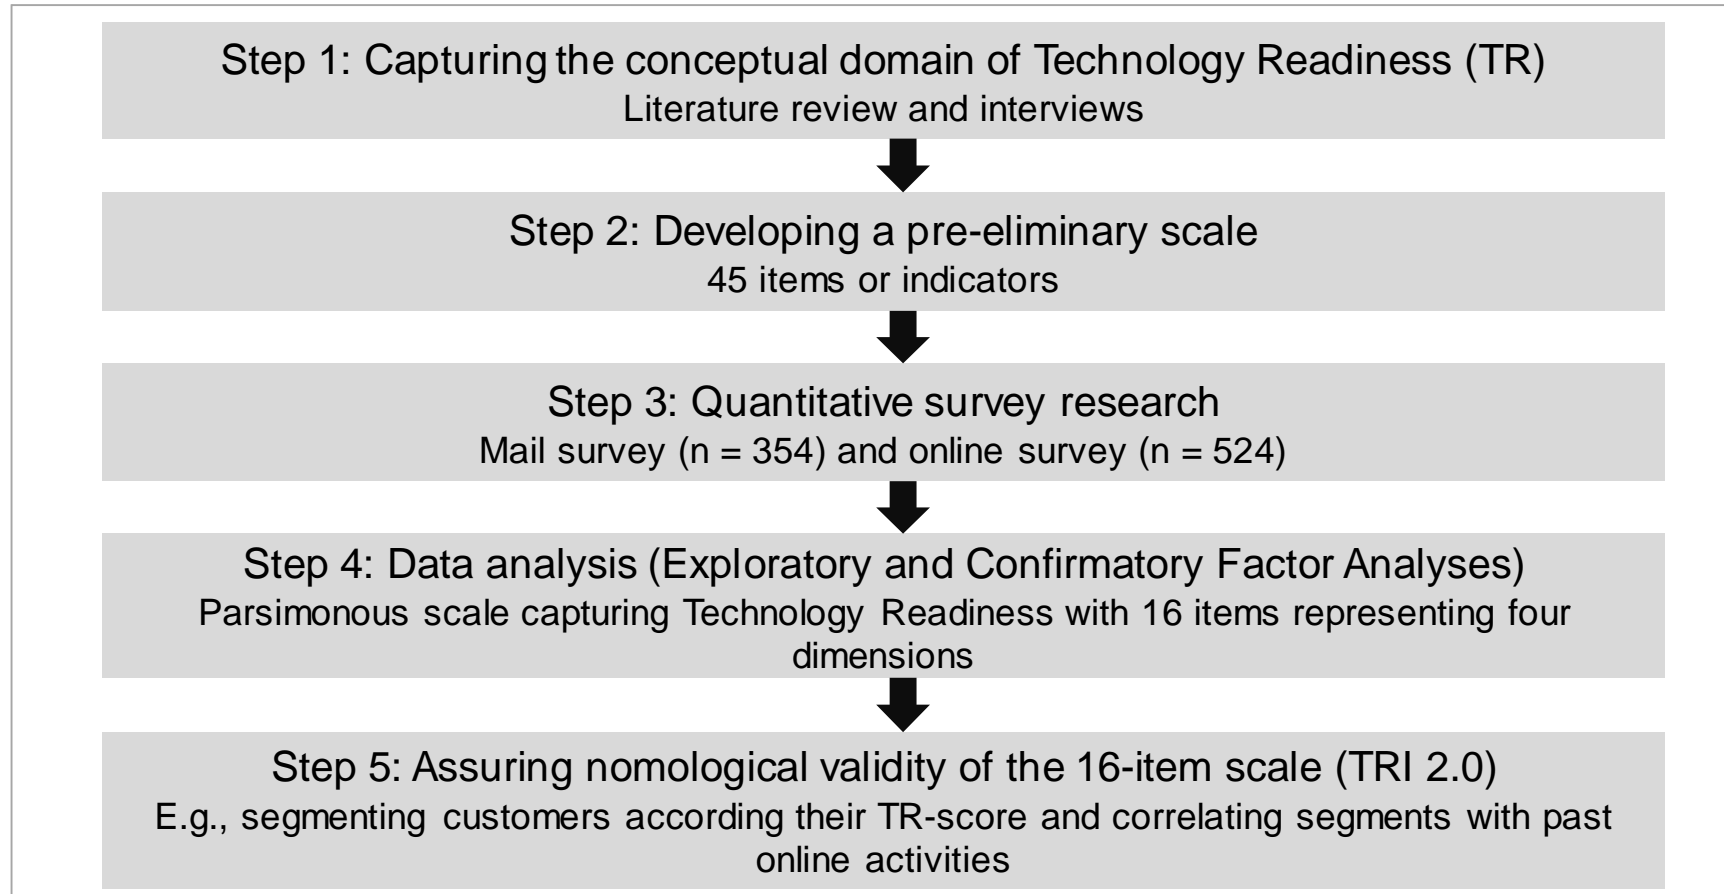 Step 1: Capturing the conceptual domain of Technology Readiness (TR)
Literature review and interviews
Step 2: Developing a pre-eliminary scale
45 items or indicators
Step 3: Quantitative survey research
Mail survey (n = 354) and online survey (n = 524)
Step 4: Data analysis (Exploratory and Confirmatory Factor Analyses)
Parsimonous scale capturing Technology Readiness with 16 items representing four
dimensions
Step 5: Assuring nomological validity of the 16-item scale (TRI 2.0)
E.g., segmenting customers according their TR-score and correlating segments with past
online activities